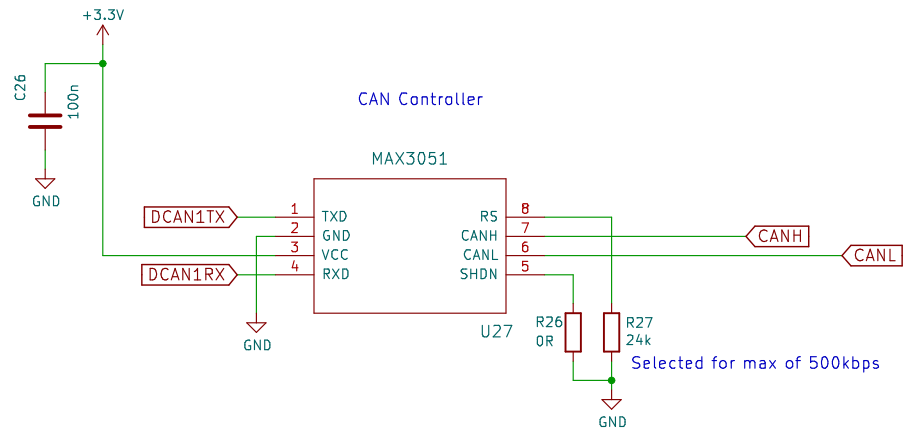 +3.3V
C26
100n
GND
CAN Controller
MAX3051
DCAN1TX
1
TXD
2
GND
3
VCC
DCAN1RX
4
RXD
GND
RS
8
CANH
7
CANH
CANL
6
CANL
SHDN
5
U27
R26
0R
R27
24k
Selected for max of 500kbps
GND